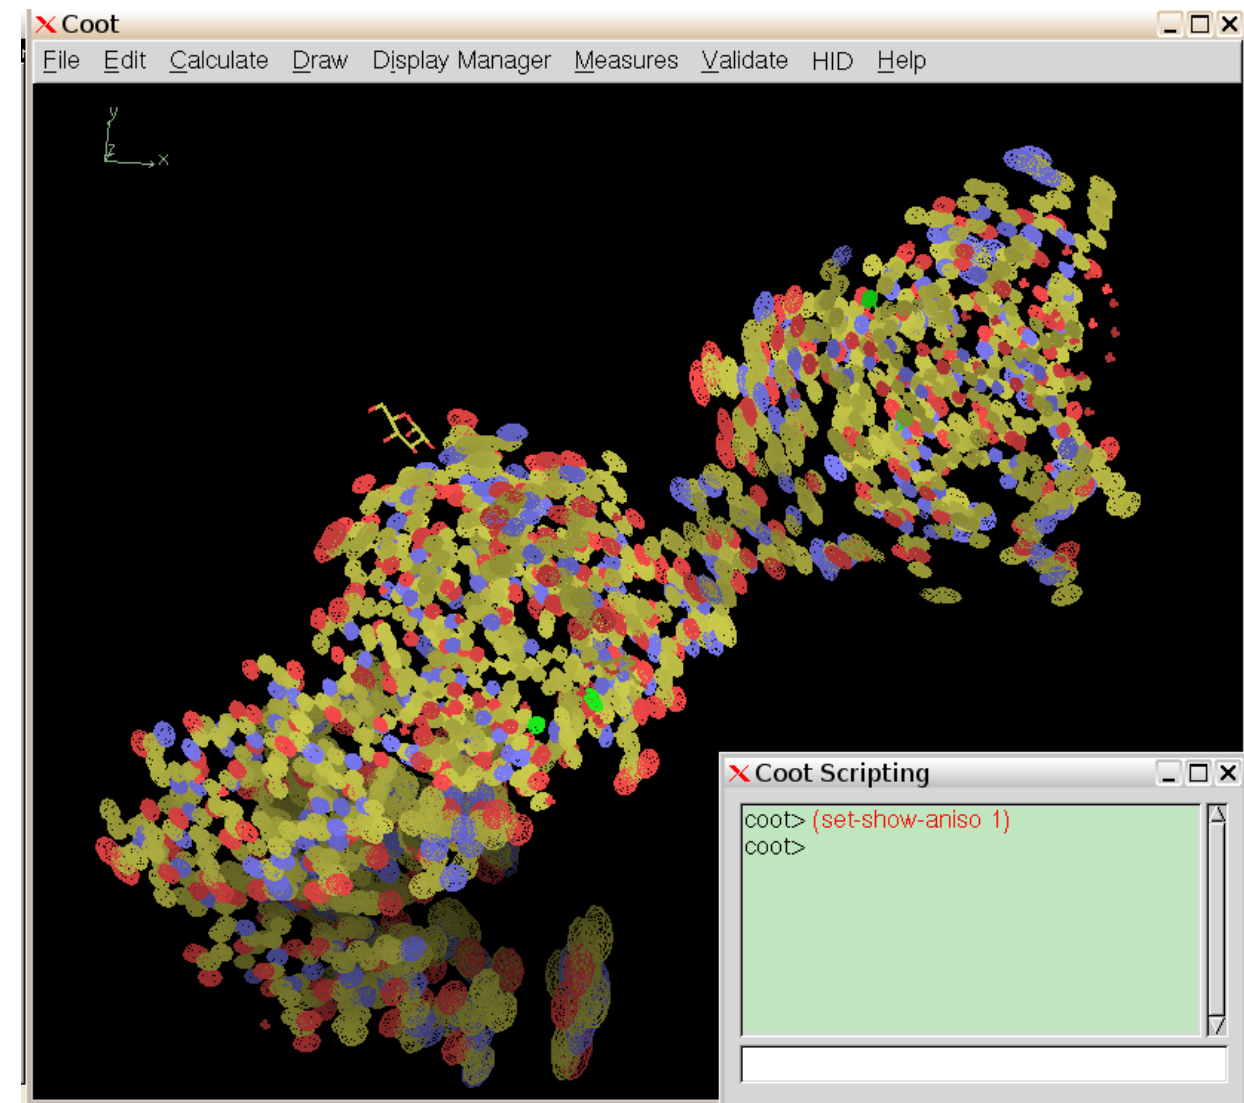 Coot
File Edit Calculate Draw Display Manager Measures Validate HID Help
y
z x
Coot Scripting
coot> (set-show-aniso 1)
coot>